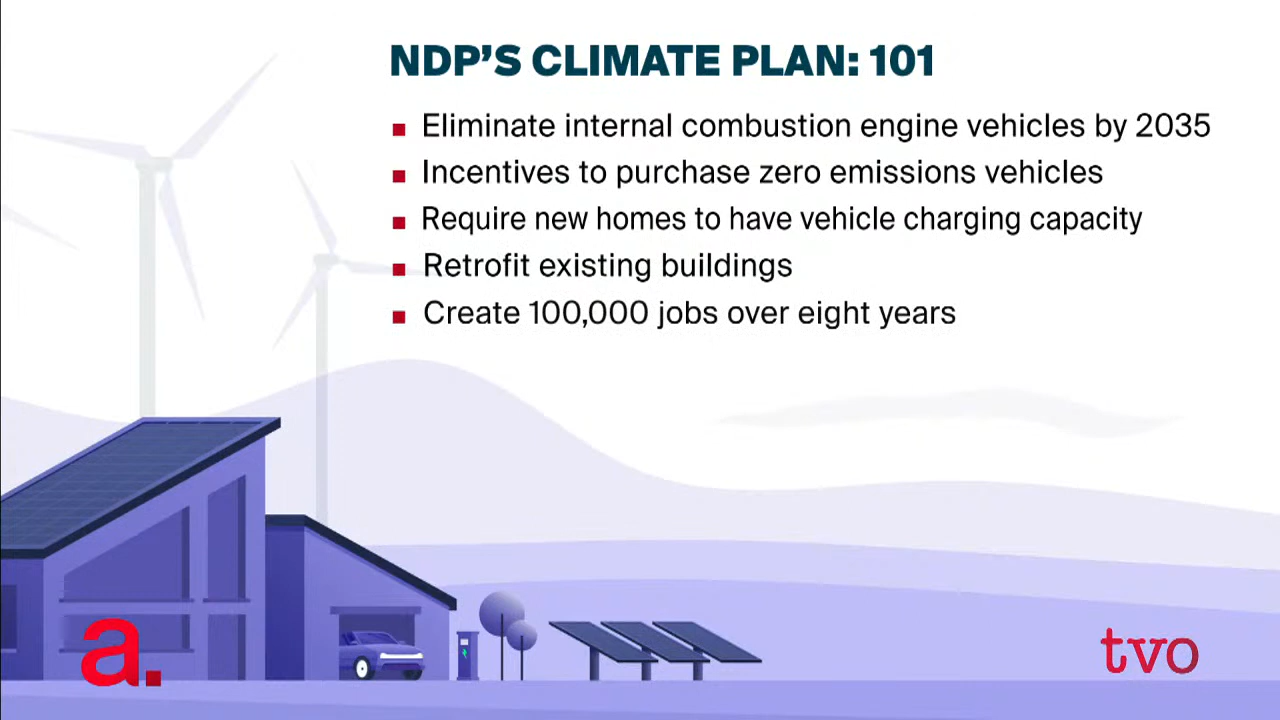 NDP'S CLIMATE PLAN: 101
Eliminate internal combustion engine vehicles by 2035
Incentives to purchase zero emissions vehicles
Require new homes to have vehicle charging capacity
Retrofit existing buildings
Create 100,000 jobs over eight years
a.
tvo